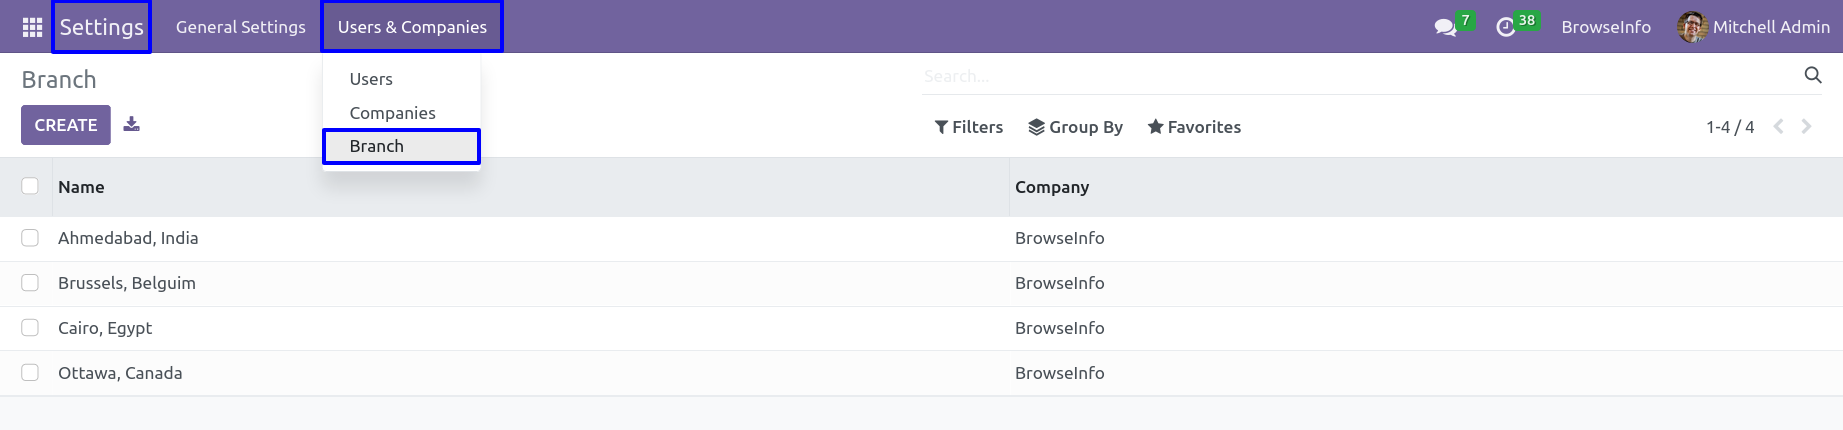 Settings General Settings Users & Companies 7 38 BrowseInfo Mitchell Admin
Branch Users Search...
Companies
CREATE Branch Filters Group By Favorites 1-4 / 4
Name Company
Ahmedabad, India BrowseInfo
Brussels, Belguim BrowseInfo
Cairo, Egypt BrowseInfo
Ottawa, Canada BrowseInfo